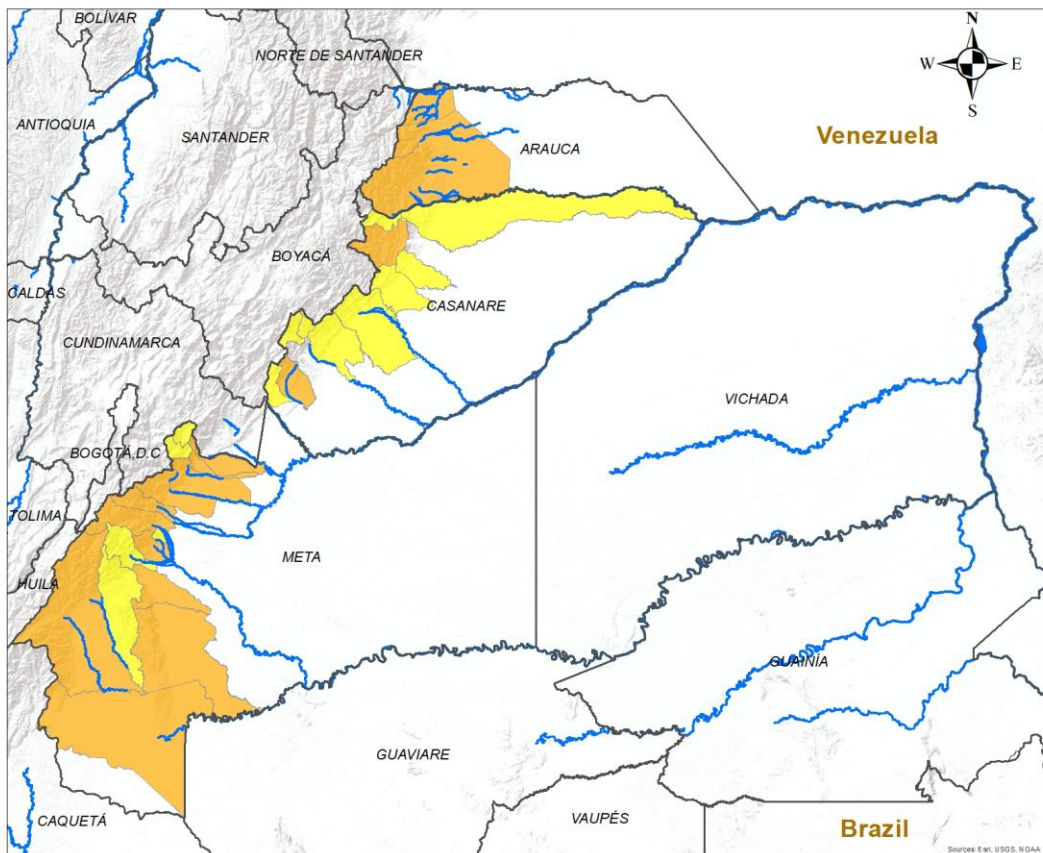 BOLÍVAR
N
NORTE DE SANTANDER
W
E
S
ANTIOQUIA
SANTANDER
Venezuela
ARAUCA
BOYACÁ
CALDAS
CASANARE
CUNDINAMARCA
VICHADA
BOGOTÁ,D.C
TOLIMA
META
HUILA
GUAINÍA
GUAVIARE
CAQUETÁ
VAUPÉS
Brazil
Sources: Esri, USGS, NOAA